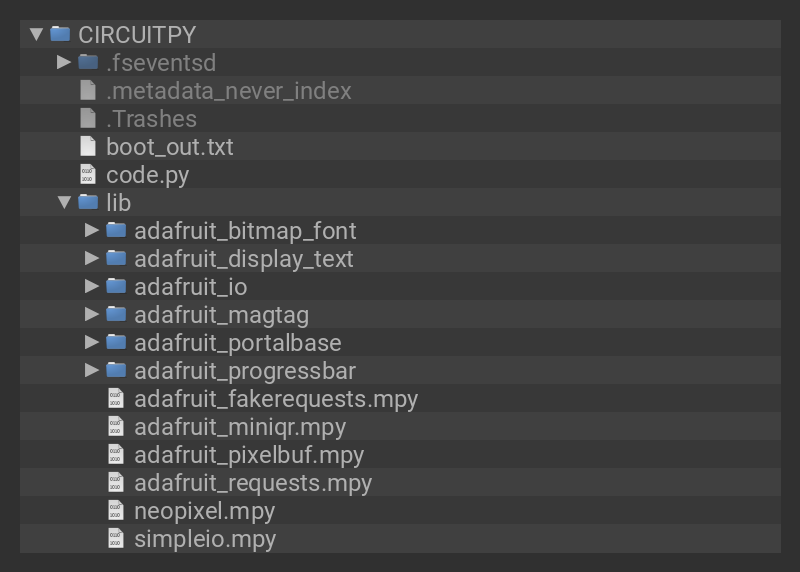 CIRCUITPY
.fseventsd
.metadata_never_index
.Trashes
boot_out.txt
code.py
lib
adafruit_bitmap_font
adafruit_display_text
adafruit_io
adafruit_magtag
adafruit_portalbase
adafruit_progressbar
adafruit_fakerequests.mpy
adafruit_miniqr.mpy
adafruit_pixelbuf.mpy
adafruit_requests.mpy
neopixel.mpy
simpleio.mpy